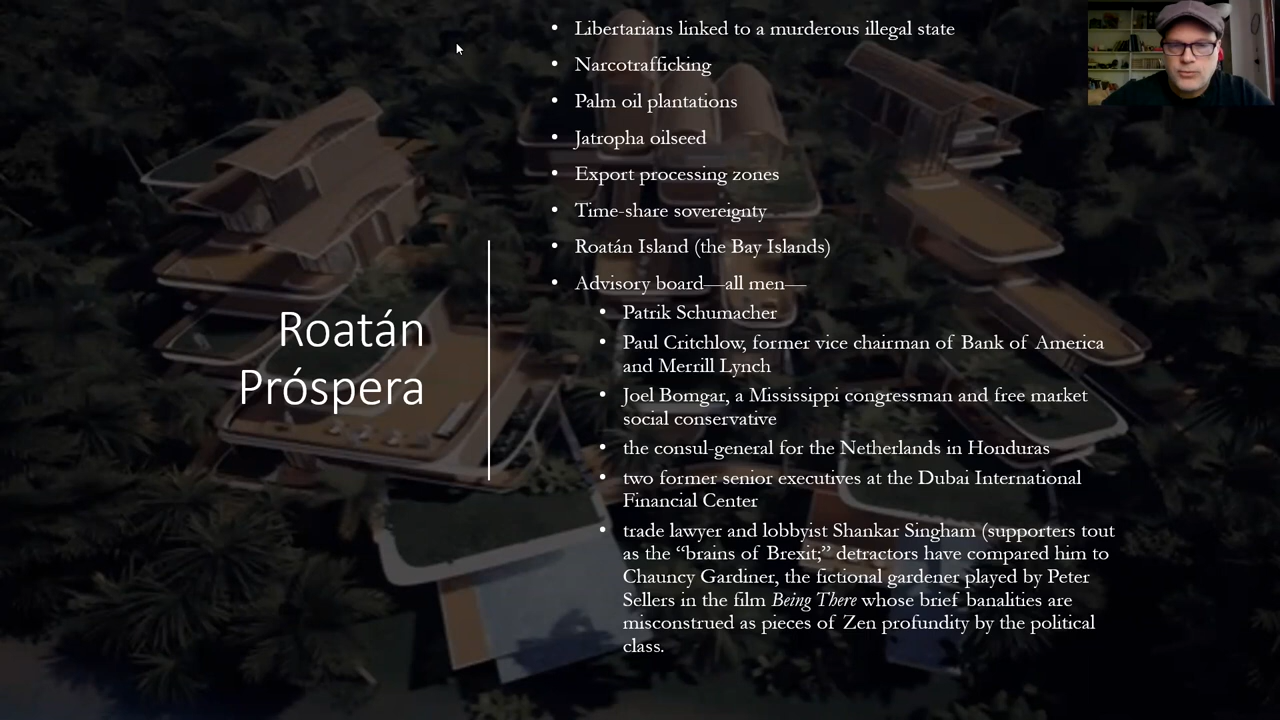 Roatán
Próspera
• Libertarians linked to a murderous illegal state
• Narcotrafficking
• Palm oil plantations
• Jatropha oilseed
• Export processing zones
• Time-share sovereignty
• Roatán Island (the Bay Islands)
• Advisory board—all men—
• Patrik Schumacher
• Paul Critchlow, former vice chairman of Bank of America
and Merrill Lynch
• Joel Bomgar, a Mississippi congressman and free market
social conservative
• the consul-general for the Netherlands in Honduras
• two former senior executives at the Dubai International
Financial Center
• trade lawyer and lobbyist Shankar Singham (supporters tout
as the “brains of Brexit;” detractors have compared him to
Chauncy Gardiner, the fictional gardener played by Peter
Sellers in the film Being There whose brief banalities are
misconstrued as pieces of Zen profundity by the political
class.